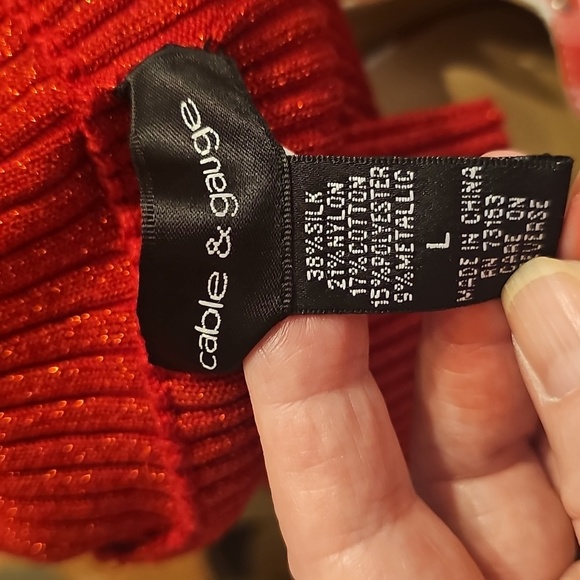 cable & gauge
38%SILK
21%NYLON
17%COTTON
15%POLYESTER
9%METALLIC
L
MADE IN CHINA
RN 73163
CARE ON
REVERSE